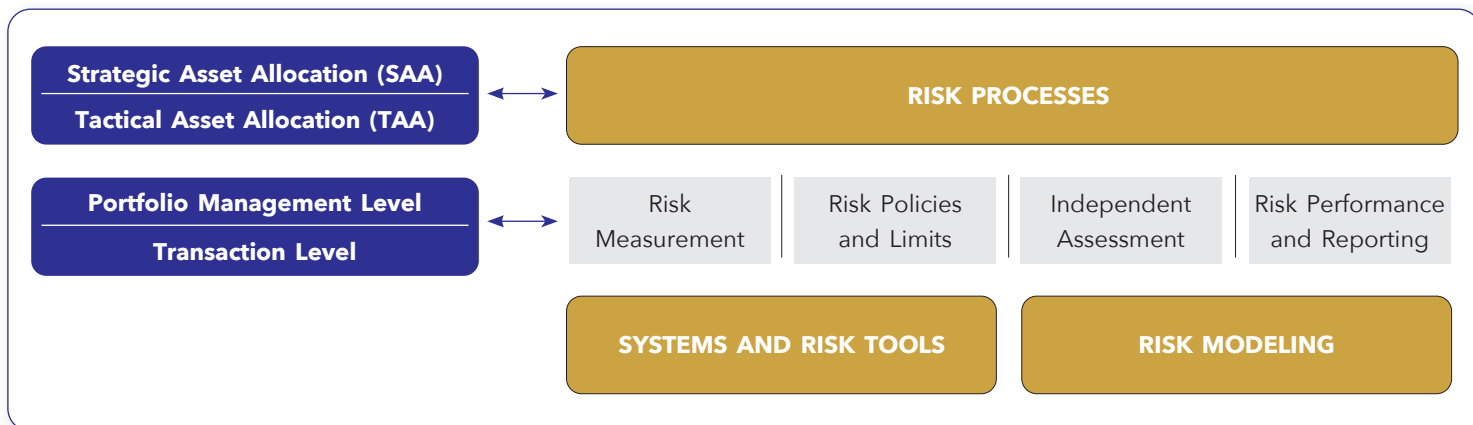 Strategic Asset Allocation (SAA)
Tactical Asset Allocation (TAA)
RISK PROCESSES
Portfolio Management Level
Transaction Level
Risk
Measurement
Risk Policies
and Limits
Independent
Assessment
Risk Performance
and Reporting
SYSTEMS AND RISK TOOLS
RISK MODELING